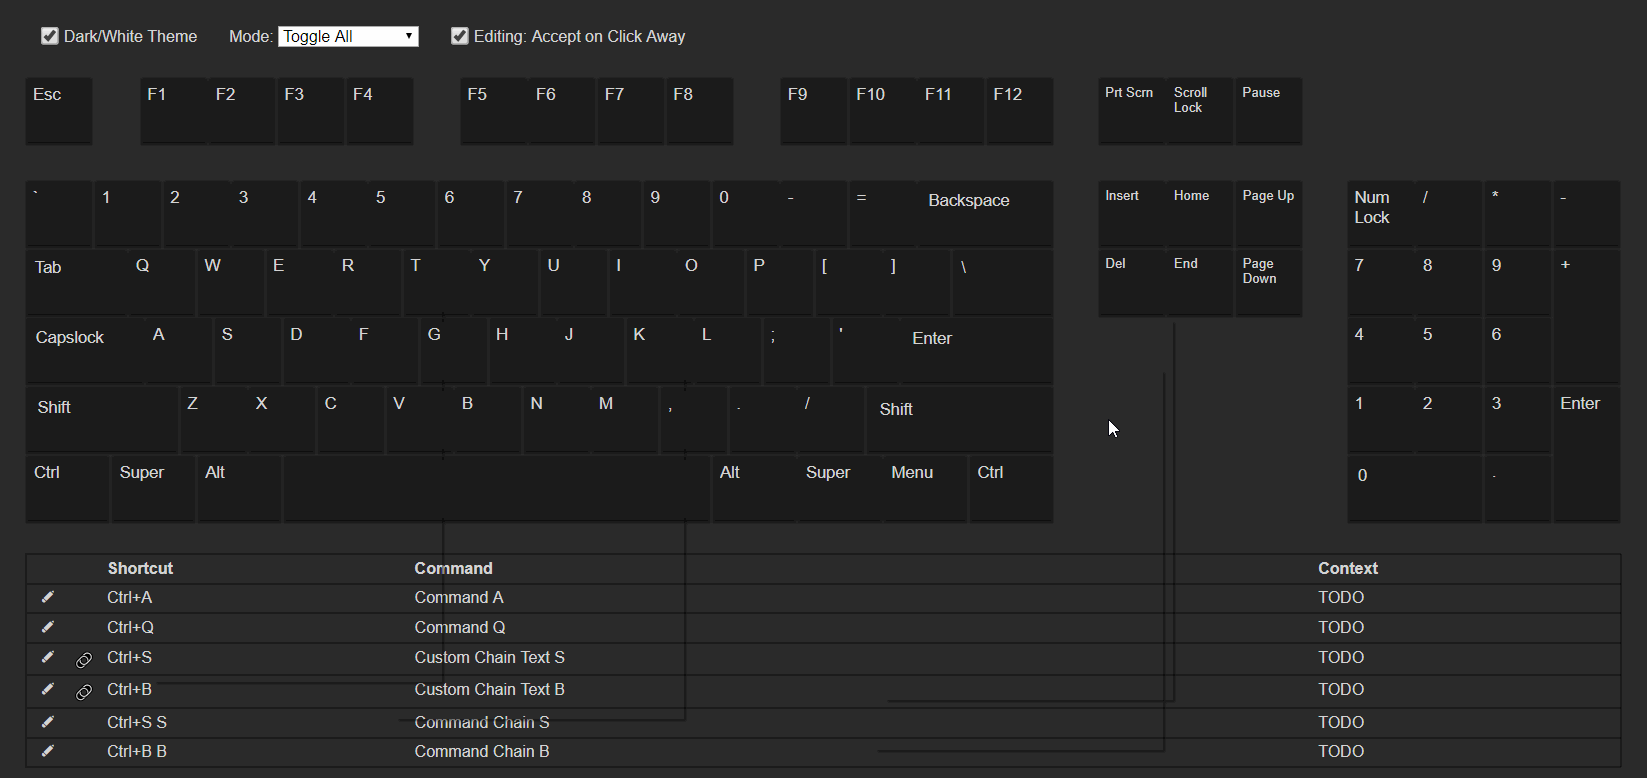 Dark/White Theme Mode: Toggle All Editing: Accept on Click Away
Esc F1 F2 F3 F4 F5 F6 F7 F8 F9 F10 F11 F12 Prt Scrn Scroll Lock Pause
` 1 2 3 4 5 6 7 8 9 0 - = Backspace Insert Home Page Up Num Lock / * -
Tab Q W E R T Y U I O P [ ] \ Del End Page Down 7 8 9 +
Capslock A S D F G H J K L ; ' Enter 4 5 6
Shift Z X C V B N M , . / Shift 1 2 3 Enter
Ctrl Super Alt Alt Super Menu Ctrl 0 .
Shortcut Command Context
Ctrl+A Command A TODO
Ctrl+Q Command Q TODO
Ctrl+S Custom Chain Text S TODO
Ctrl+B Custom Chain Text B TODO
Ctrl+S S Command Chain S TODO
Ctrl+B B Command Chain B TODO